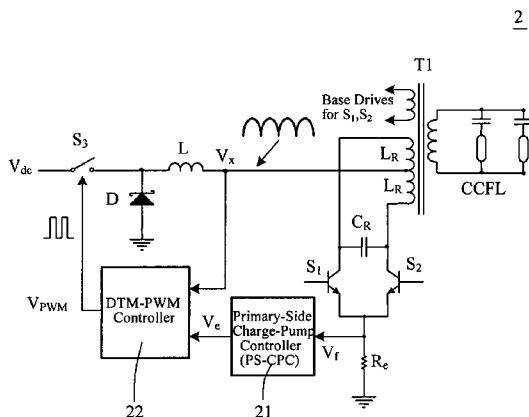 2
T1
Base Drives
for S1,S2
S3
L
Vx
LR
LR
CCFL
Vdc
D
CR
S1
S2
VPWM
DTM-PWM
Controller
Ve
Primary-Side
Charge-Pump
Controller
(PS-CPC)
Vf
Re
22
21